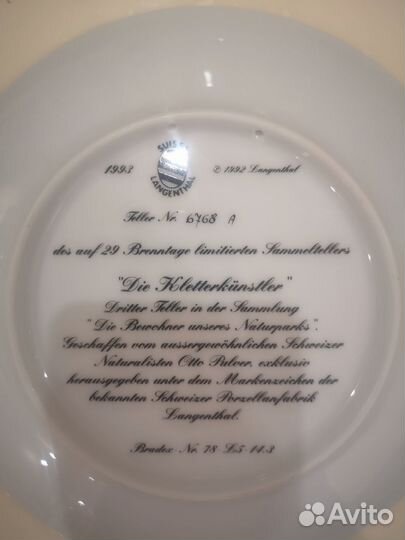 1993 SUISSE LANGENTHAL © 1992 Langenthal
Teller Nr. 6768 A
des auf 29 Brenntage limitierten Sammeltellers
"Die Kletterkünstler"
Dritter Teller in der Sammlung
"Die Bewohner unseres Naturparks".
Geschaffen vom aussergewöhnlichen Schweizer
Naturalisten Otto Pulver, exklusiv
herausgegeben unter dem Markenzeichen der
bekannten Schweizer Porzellanfabrik
Langenthal.
Bradex-Nr. 78-L5-14.3
Avito